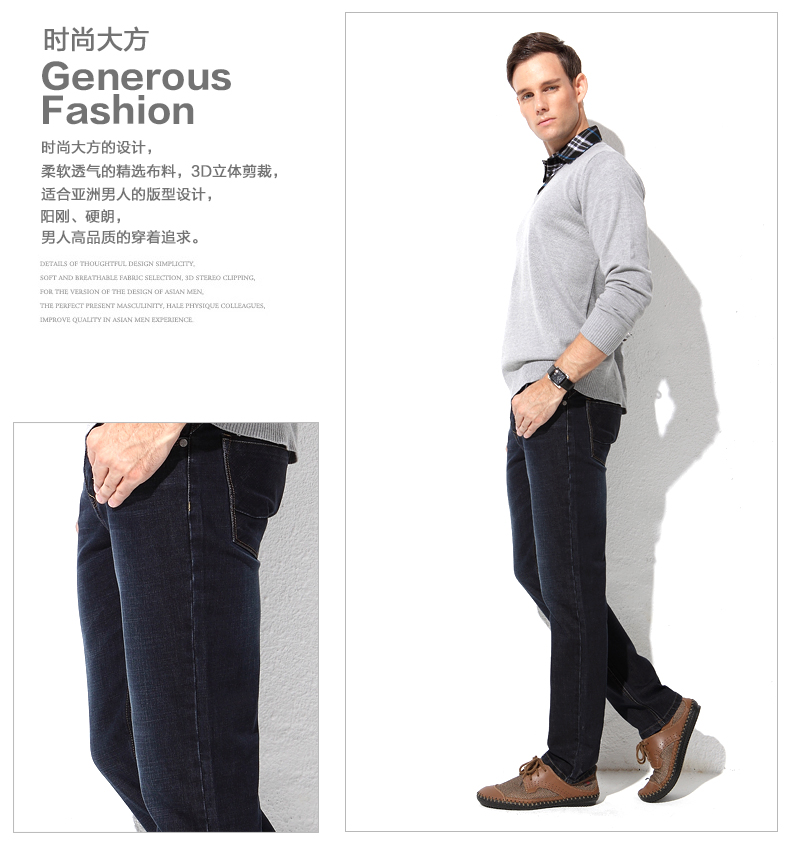 时尚大方
Generous
Fashion
时尚大方的设计，
柔软透气的精选布料，3D立体剪裁，
适合亚洲男人的版型设计，
阳刚、硬朗，
男人高品质的穿着追求。
DETAILS OF THOUGHTFUL DESIGN SIMPLICITY,
SOFT AND BREATHABLE FABRIC SELECTION, 3D STEREO CLIPPING,
FOR THE VERSION OF THE DESIGN OF ASIAN MEN,
THE PERFECT PRESENT MASCULINITY, HALE PHYSIQUE COLLEAGUES,
IMPROVE QUALITY IN ASIAN MEN EXPERIENCE.